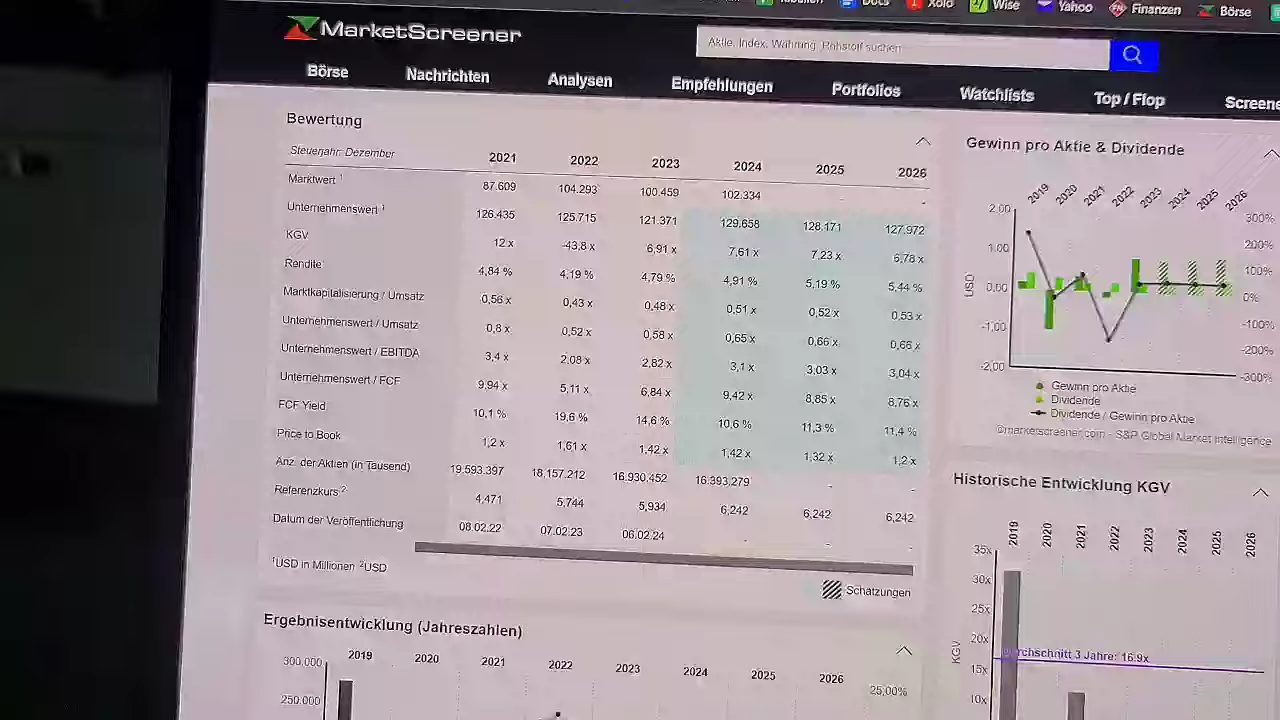 Docs Xolo Wise Yahoo Finanzen Börse
MarketScreener
Aktie, Index, Währung, Rohstoff suchen
Börse Nachrichten Analysen Empfehlungen Portfolios Watchlists Top / Flop Screene
Bewertung
Steuerjahr: Dezember 2021 2022 2023 2024 2025 2026
Marktwert 1 87.609 104.293 100.459 102.334 - -
Unternehmenswert 1 126.435 125.715 121.371 129.658 128.171 127.972
KGV 12 x -43,8 x 6,91 x 7,61 x 7,23 x 6,78 x
Rendite 4,84 % 4,19 % 4,79 % 4,91 % 5,19 % 5,44 %
Marktkapitalisierung / Umsatz 0,56 x 0,43 x 0,48 x 0,51 x 0,52 x 0,53 x
Unternehmenswert / Umsatz 0,8 x 0,52 x 0,58 x 0,65 x 0,66 x 0,66 x
Unternehmenswert / EBITDA 3,4 x 2,08 x 2,82 x 3,1 x 3,03 x 3,04 x
Unternehmenswert / FCF 9,94 x 5,11 x 6,84 x 9,42 x 8,85 x 8,76 x
FCF Yield 10,1 % 19,6 % 14,6 % 10,6 % 11,3 % 11,4 %
Price to Book 1,2 x 1,61 x 1,42 x 1,42 x 1,32 x 1,2 x
Anz. der Aktien (in Tausend) 19.593.397 18.157.212 16.930.452 16.393.279 - -
Referenzkurs 2 4,471 5,744 5,934 6,242 6,242 6,242
Datum der Veröffentlichung 08.02.22 07.02.23 06.02.24 - - -
1USD in Millionen 2USD
Schätzungen
Gewinn pro Aktie & Dividende
2019 2020 2021 2022 2023 2024 2025 2026
2,00 300%
200%
1,00 100%
0,00 0%
-1,00 -100%
-200%
-2,00 -300%
USD
Gewinn pro Aktie
Dividende
Dividende / Gewinn pro Aktie
©marketscreener.com - S&P Global Market Intelligence
Historische Entwicklung KGV
2019 2020 2021 2022 2023 2024 2025 2026
35x
30x
25x
20x
15x
10x
KGV
Durchschnitt 3 Jahre: 16.9x
Ergebnisentwicklung (Jahreszahlen)
2019 2020 2021 2022 2023 2024 2025 2026
300.000 25,00%
250.000